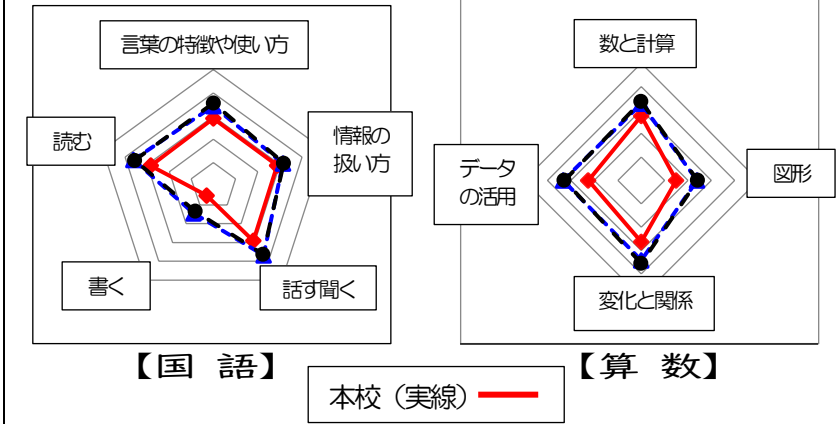 言葉の特徴や使い方
情報の
扱い方
話す聞く
書く
読む
【国 語】
数と計算
図形
変化と関係
データ
の活用
【算 数】
本校（実線）